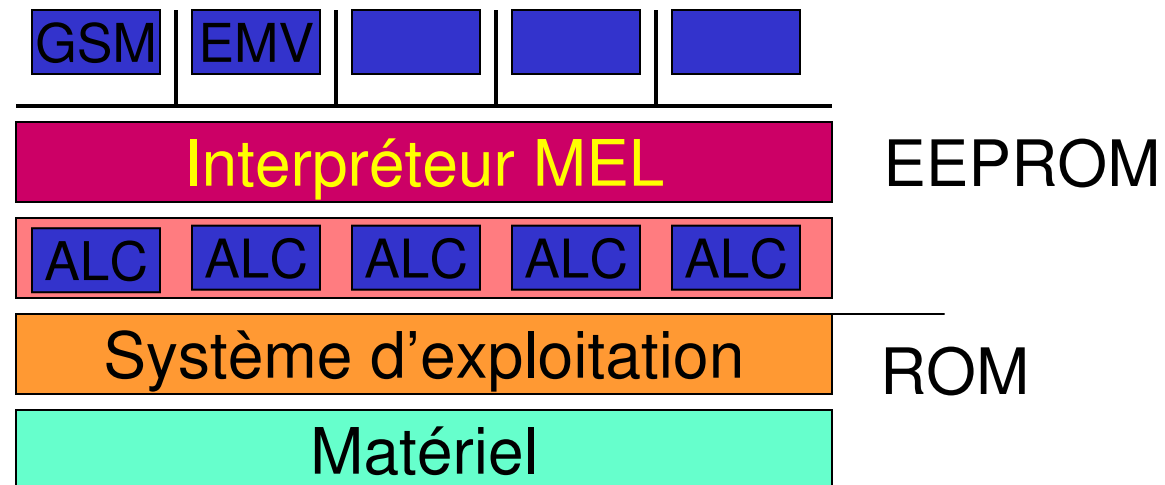 GSM EMV
Interpréteur MEL
EEPROM
ALC ALC ALC ALC ALC
Système d'exploitation
ROM
Matériel